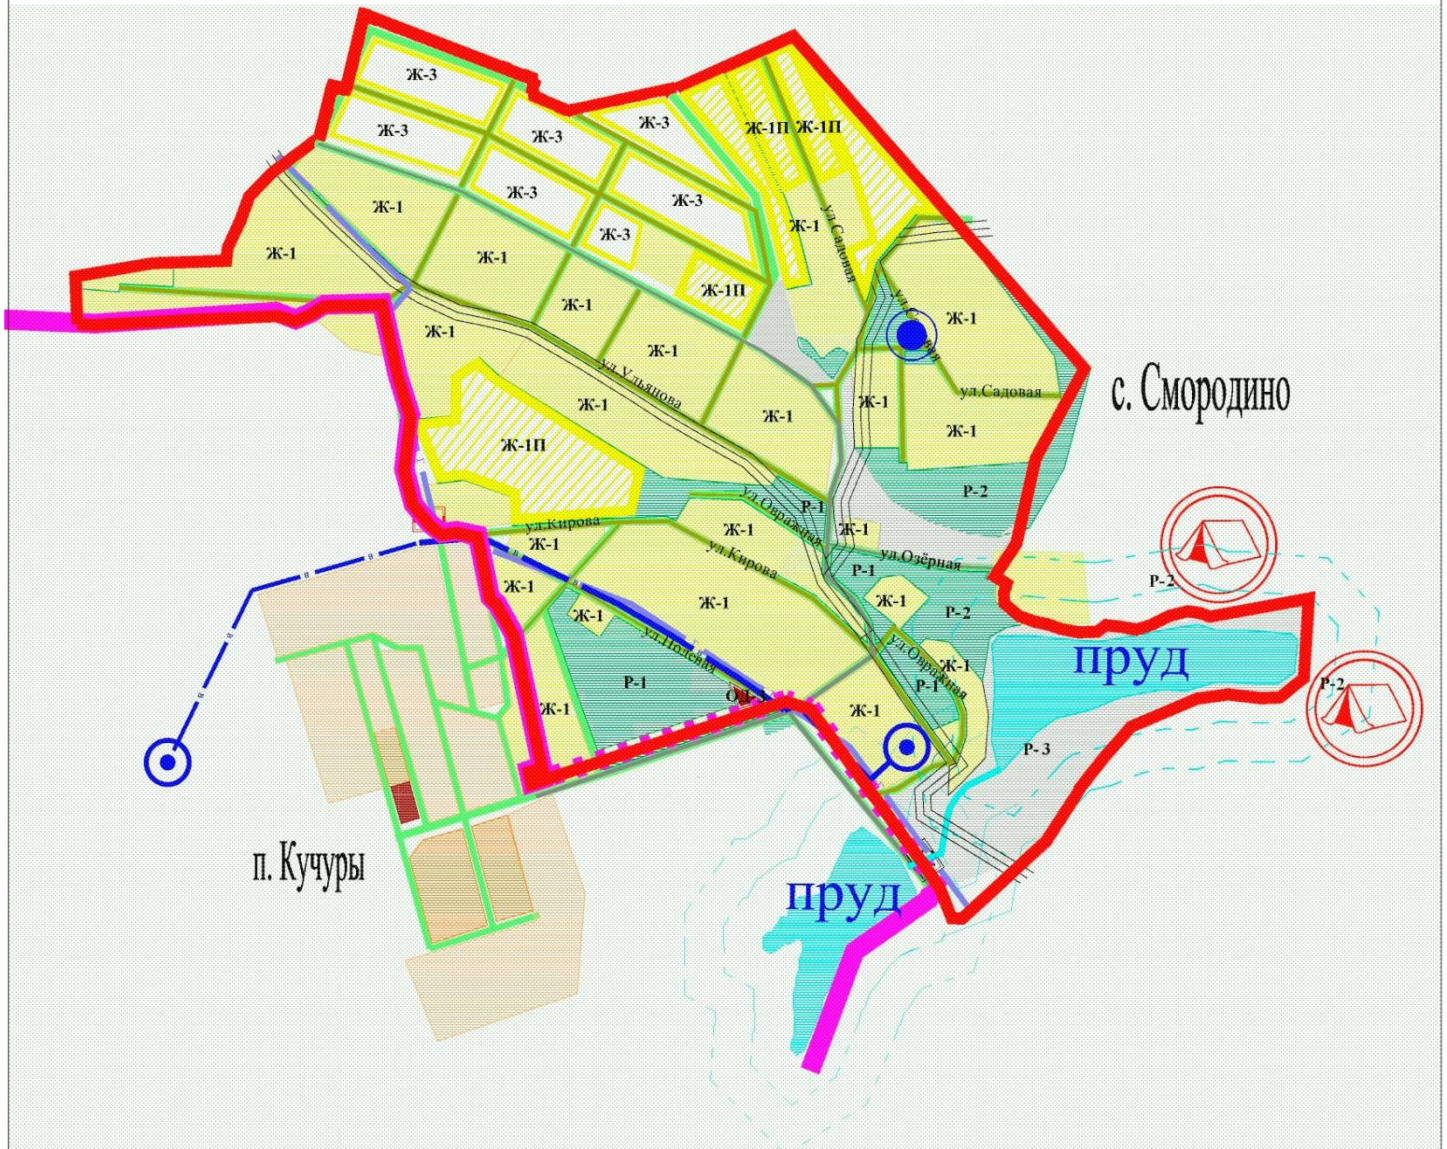 Ж-3
Ж-3
Ж-3
Ж-3
Ж-1П
Ж-1П
Ж-3
Ж-3
Ж-1
Ж-3
Ж-1
ул.Садовая
Ж-1
Ж-1
Ж-1П
Ж-1
Ж-1
Ж-1
Ж-1
ул.Ульянова
с. Смородино
ул.Садовая
Ж-1
Ж-1
Ж-1
Ж-1
Ж-1П
Р-2
ул.Овражная
Р-1
ул.Кирова
Ж-1
Ж-1
Ж-1
ул.Кирова
ул.Озёрная
Р-1
Ж-1
Р-2
Ж-1
Ж-1
Ж-1
Р-2
ул.Полевая
ул.Овражная
пруд
Ж-1
Р-1
Р-1
Р-2
Ж-1
Ж-1
Р-3
п. Кучуры
пруд